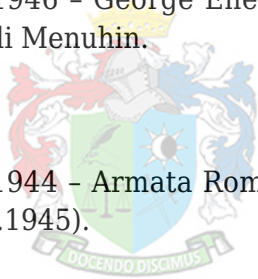 1946 – George Ene
di Menuhin.
1944 – Armata Rom
.1945).
DOCENDO DISCIMUS